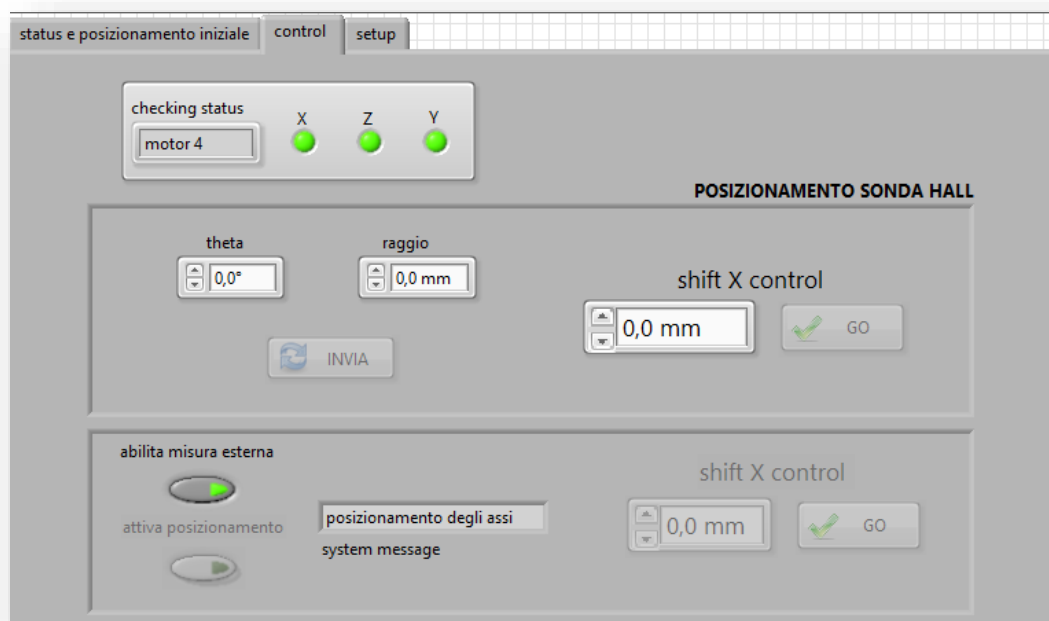 status e posizionamento iniziale
control
setup
checking status
motor 4
X
Z
Y
POSIZIONAMENTO SONDA HALL
theta
0,0°
raggio
0,0 mm
shift X control
0,0 mm
GO
INVIA
abilita misura esterna
attiva posizionamento
posizionamento degli assi
system message
shift X control
0,0 mm
GO